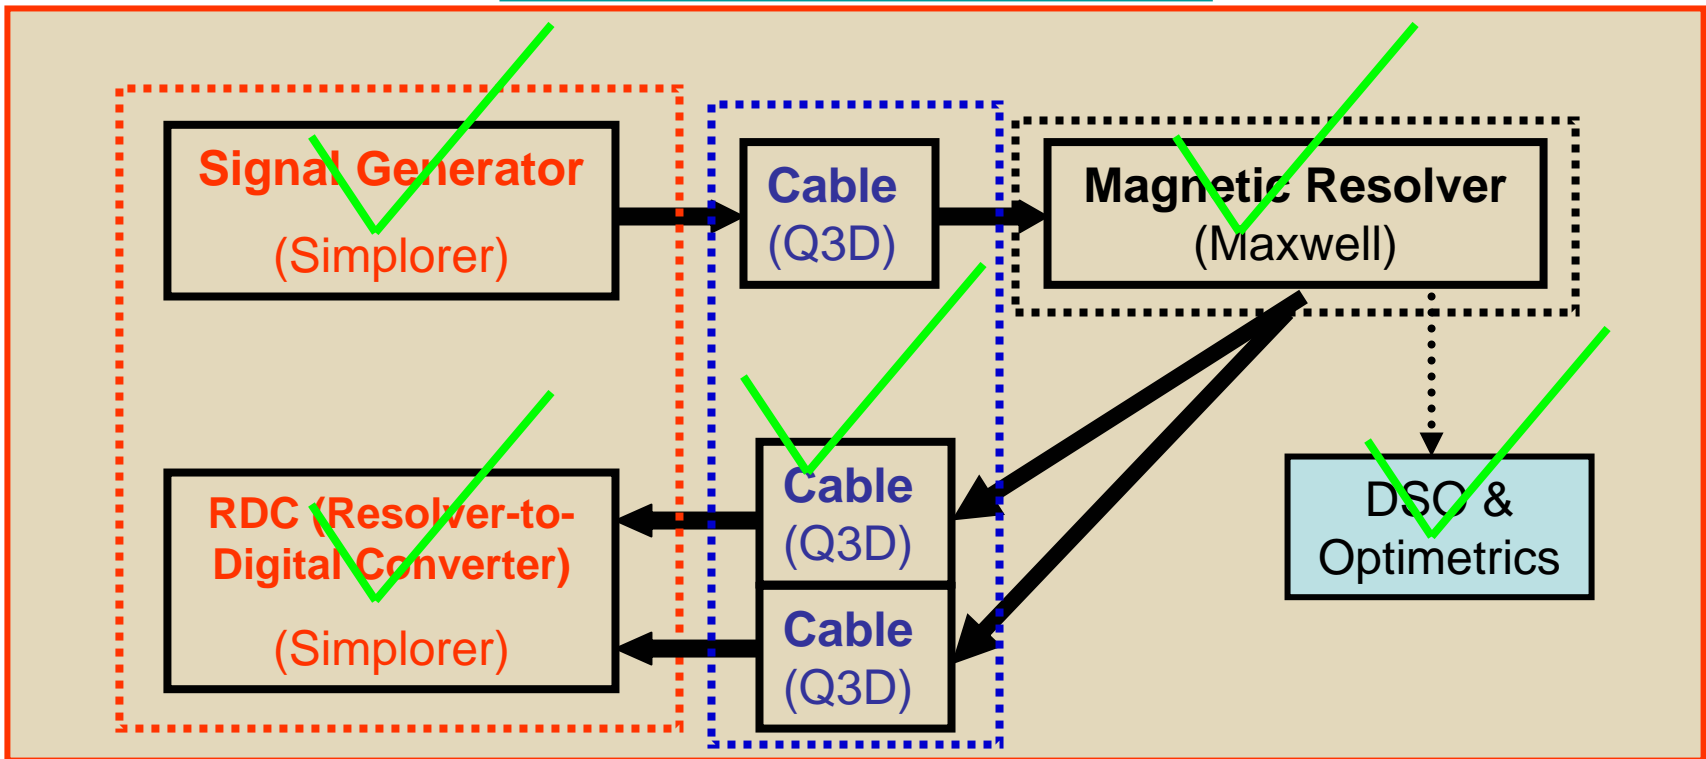 Signal Generator
(Simplorer)
Cable
(Q3D)
Magnetic Resolver
(Maxwell)
RDC (Resolver-to-
Digital Converter)
(Simplorer)
Cable
(Q3D)
Cable
(Q3D)
DSO &
Optimetrics